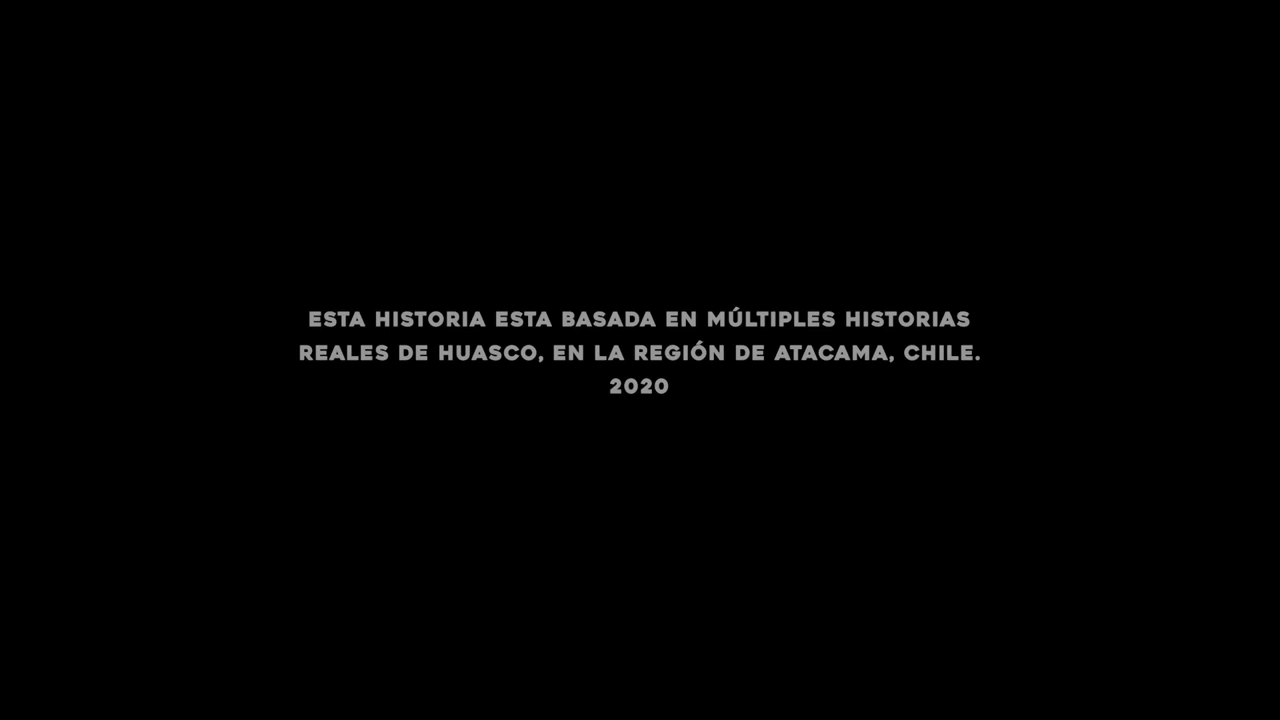 ESTA HISTORIA ESTA BASADA EN MÚLTIPLES HISTORIAS
REALES DE HUASCO, EN LA REGIÓN DE ATACAMA, CHILE.
2020